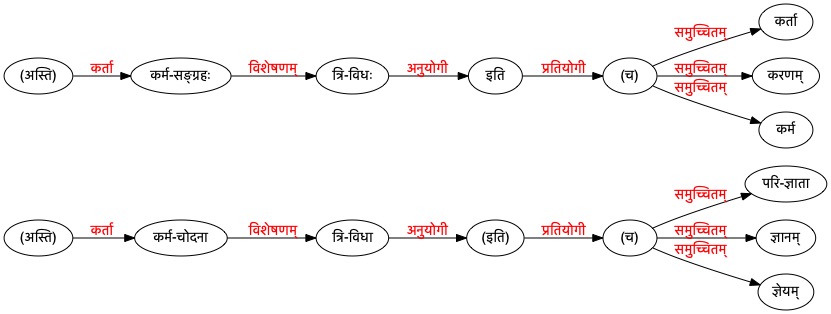 समुच्चितम् कर्ता
(अस्ति) कर्ता कर्म-सङ्ग्रहः विशेषणम् त्रि-विधः अनुयोगी इति प्रतियोगी (च) समुच्चितम् करणम्
समुच्चितम् कर्म
समुच्चितम् परि-ज्ञाता
(अस्ति) कर्ता कर्म-चोदना विशेषणम् त्रि-विधा अनुयोगी (इति) प्रतियोगी (च) समुच्चितम् ज्ञानम्
समुच्चितम् ज्ञेयम्